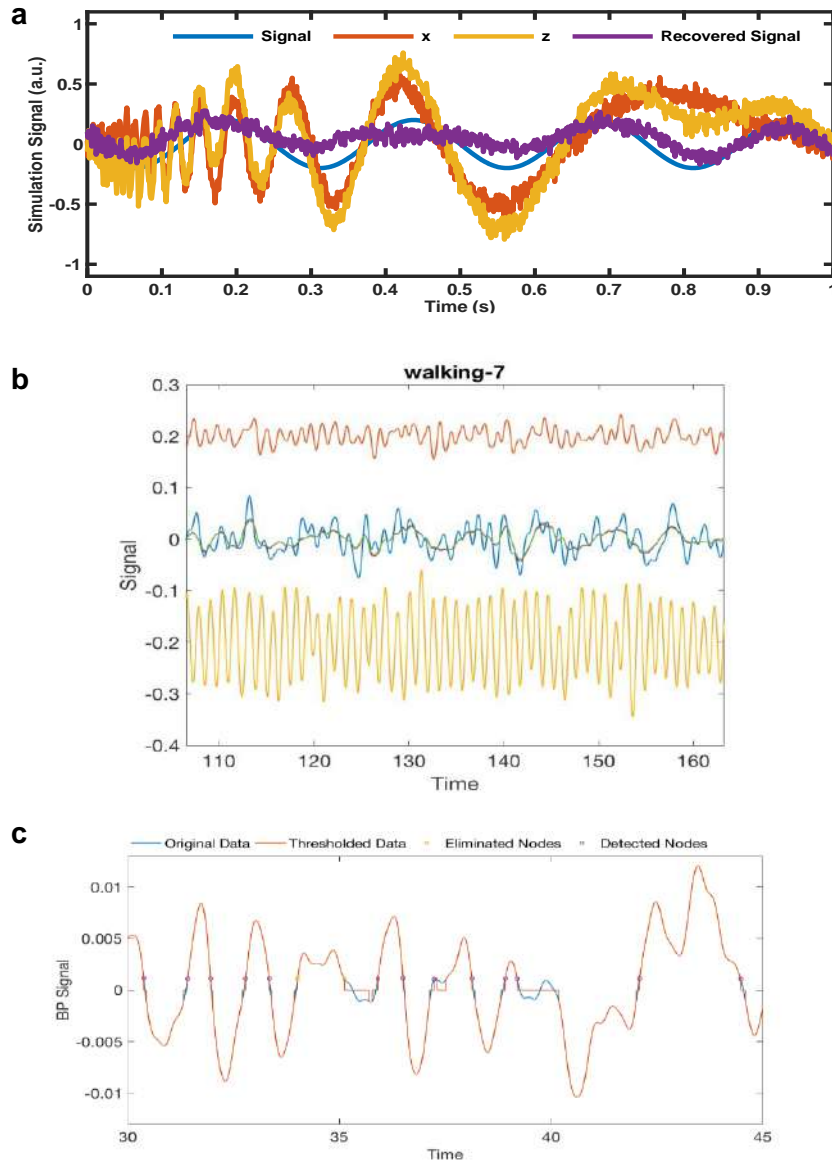 a
Signal x z Recovered Signal
Simulation Signal (a.u.)
1
0.5
0
-0.5
-1
0 0.1 0.2 0.3 0.4 0.5 0.6 0.7 0.8 0.9 1
Time (s)
b
walking-7
Signal
0.3
0.2
0.1
0
-0.1
-0.2
-0.3
-0.4
110 120 130 140 150 160
Time
c
Original Data Thresholded Data Eliminated Nodes Detected Nodes
BP Signal
0.01
0.005
0
-0.005
-0.01
30 35 40 45
Time